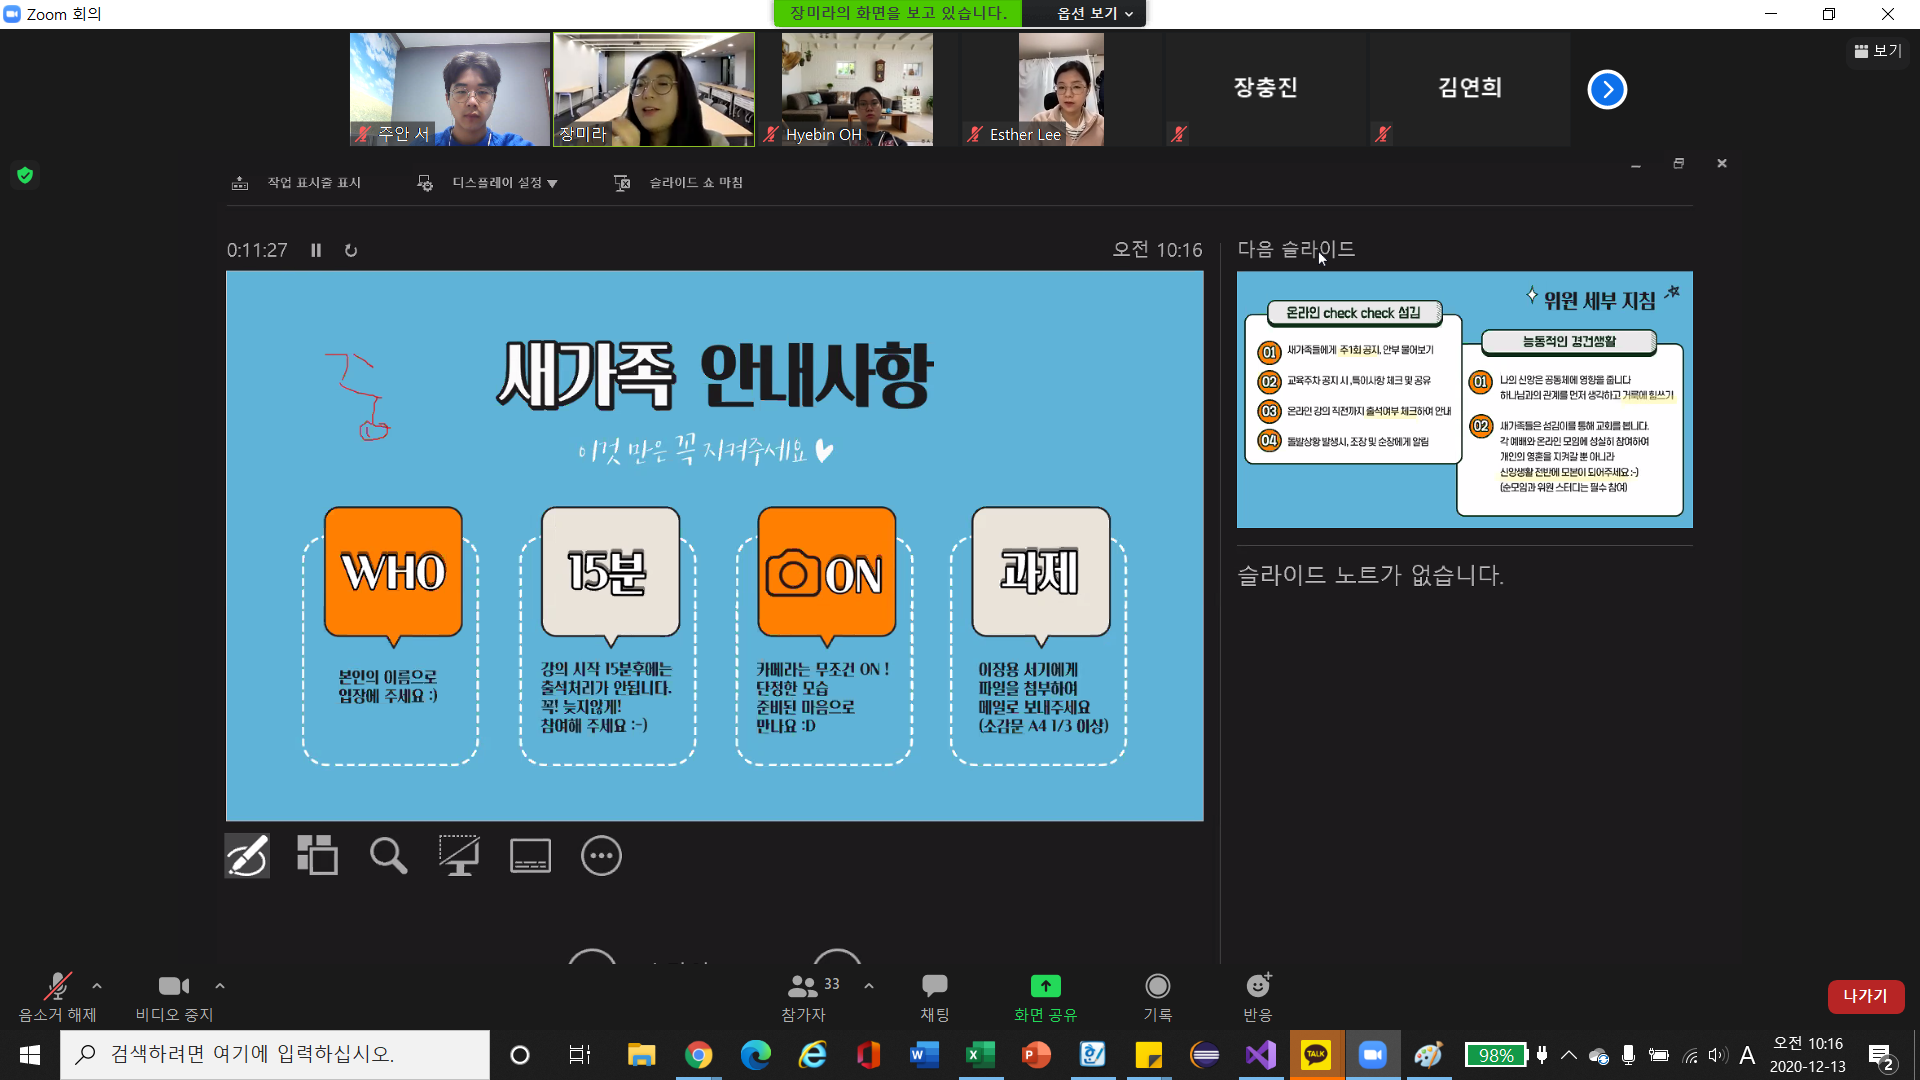 Zoom 회의
장미라의 화면을 보고 있습니다.
옵션 보기
보기
주안 서
장미라
Hyebin OH
Esther Lee
장충진
김연희
작업 표시줄 표시
디스플레이 설정
슬라이드 쇼 마침
0:11:27
오전 10:16
다음 슬라이드
새가족 안내사항
이것 만은 꼭 지켜주세요
WHO
본인의 이름으로
입장에 주세요 :)
15분
강의 시작 15분후에는
출석처리가 안됩니다.
꼭! 늦지않게!
참여해 주세요 :-)
ON
카메라는 무조건 ON !
단정한 모습
준비된 마음으로
만나요 :D
과제
이장용 서기에게
파일을 첨부하여
메일로 보내주세요
(소감문 A4 1/3 이상)
위원 세부 지침
온라인 check check 섬김
01 새가족들에게 주1회 공지, 안부 물어보기
02 교육주차 공지 시 ,특이사항 체크 및 공유
03 온라인 강의 직전까지 출석여부 체크하여 안내
04 돌발상황 발생시, 조장 및 순장에게 알림
능동적인 경건생활
01 나의 신앙은 공동체에 영향을 줍니다
하나님과의 관계를 먼저 생각하고 거룩에 힘쓰기
02 새가족들은 섬김이를 통해 교회를 봅니다.
각 예배와 온라인 모임에 성실히 참여하여
개인의 영혼을 지켜갈 뿐 아니라
신앙생활 전반에 모본이 되어주세요 :-)
(순모임과 위원 스터디는 필수 참여)
슬라이드 노트가 없습니다.
음소거 해제
비디오 중지
33
참가자
채팅
화면 공유
기록
반응
나가기
검색하려면 여기에 입력하십시오.
TALK
98%
A
오전 10:16
2020-12-13
2